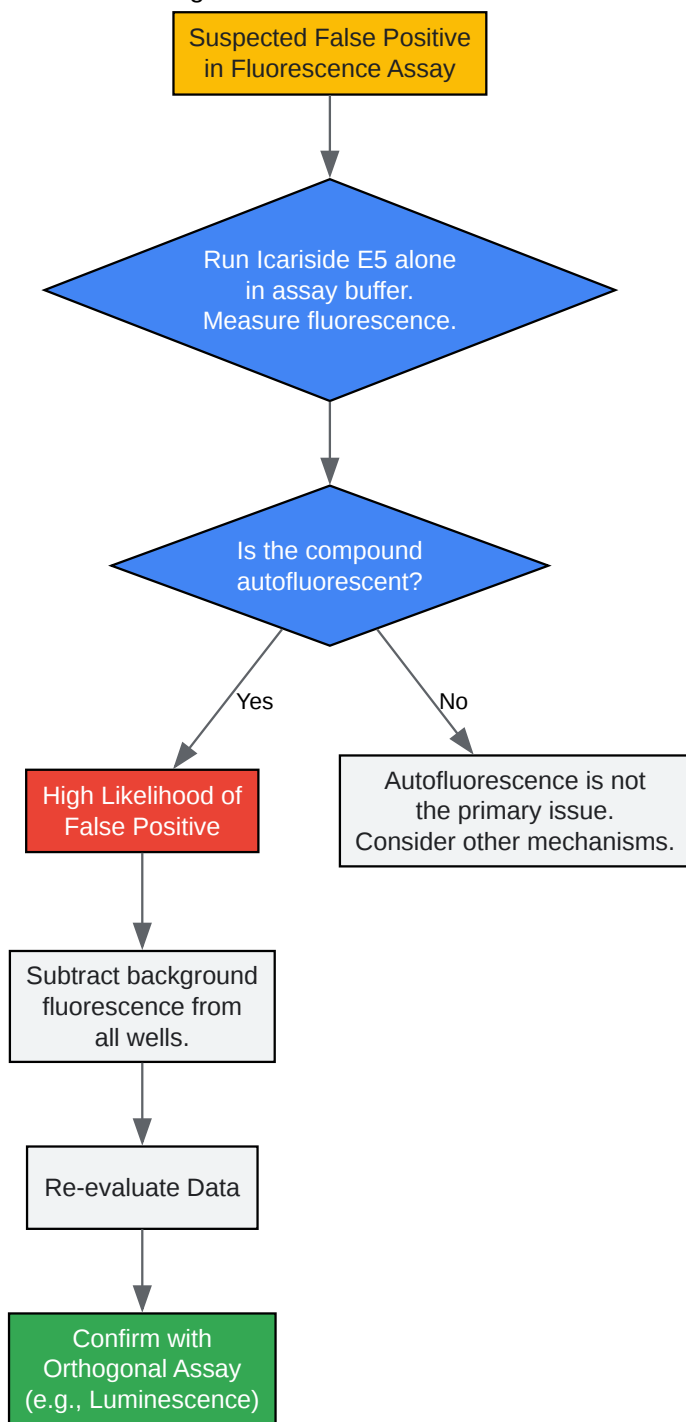 Suspected False Positive
in Fluorescence Assay
Run Icariside E5 alone
in assay buffer.
Measure fluorescence.
Is the compound
autofluorescent?
Yes
No
High Likelihood of
False Positive
Autofluorescence is not
the primary issue.
Consider other mechanisms.
Subtract background
fluorescence from
all wells.
Re-evaluate Data
Confirm with
Orthogonal Assay
(e.g., Luminescence)